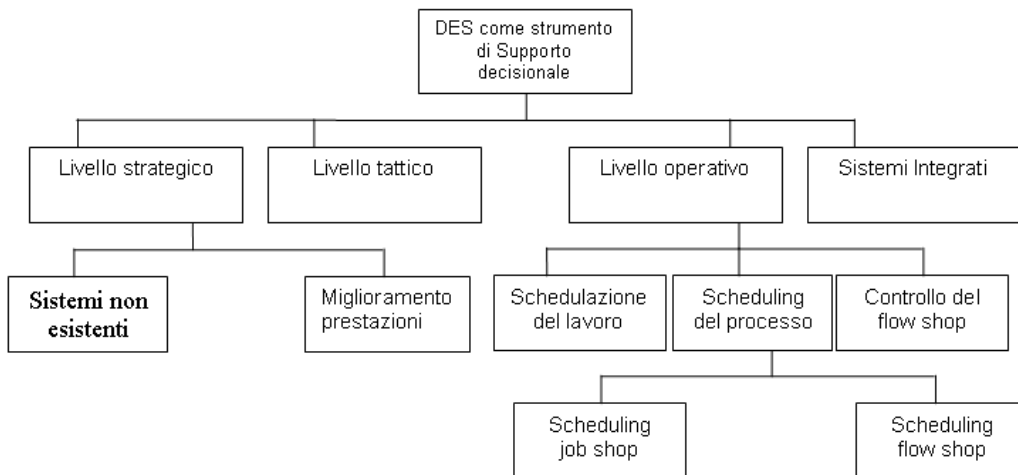 DES come strumento
di Supporto
decisionale
Livello strategico
Livello tattico
Livello operativo
Sistemi Integrati
Sistemi non
esistenti
Miglioramento
prestazioni
Schedulazione
del lavoro
Scheduling
del processo
Controllo del
flow shop
Scheduling
job shop
Scheduling
flow shop